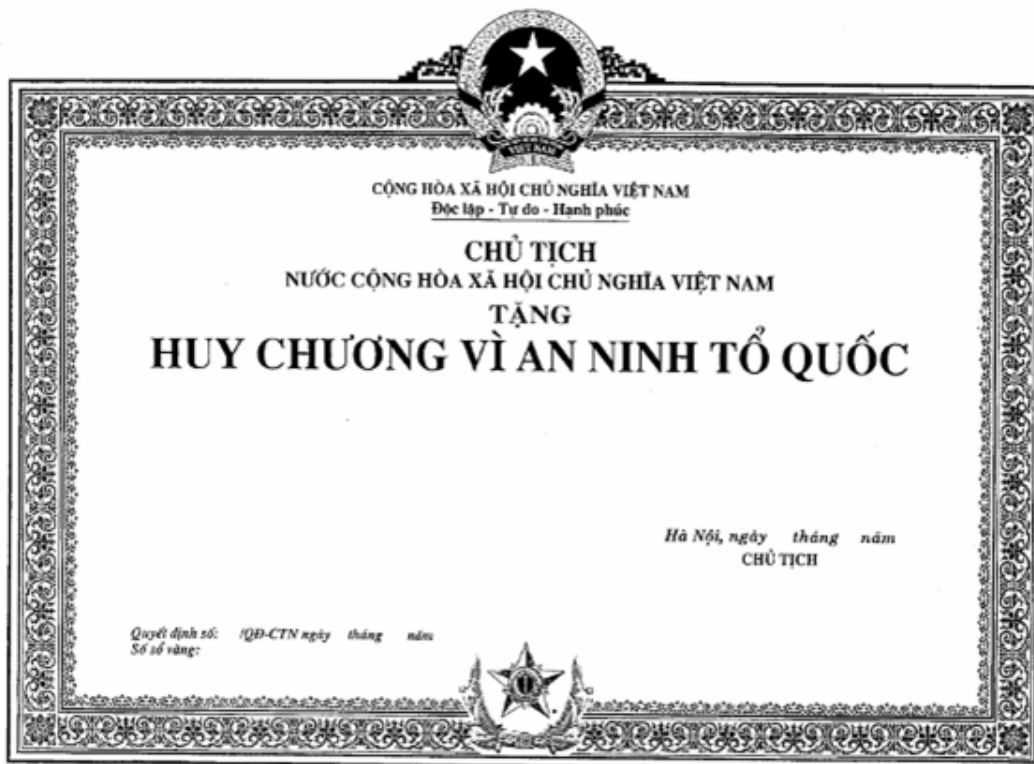 VIỆT NAM
CỘNG HÒA XÃ HỘI CHỦ NGHĨA VIỆT NAM
Độc lập - Tự do - Hạnh phúc
CHỦ TỊCH
NƯỚC CỘNG HÒA XÃ HỘI CHỦ NGHĨA VIỆT NAM
TẶNG
HUY CHƯƠNG VÌ AN NINH TỔ QUỐC
Hà Nội, ngày tháng năm
CHỦ TỊCH
Quyết định số: /QĐ-CTN ngày tháng năm
Số sổ vàng: